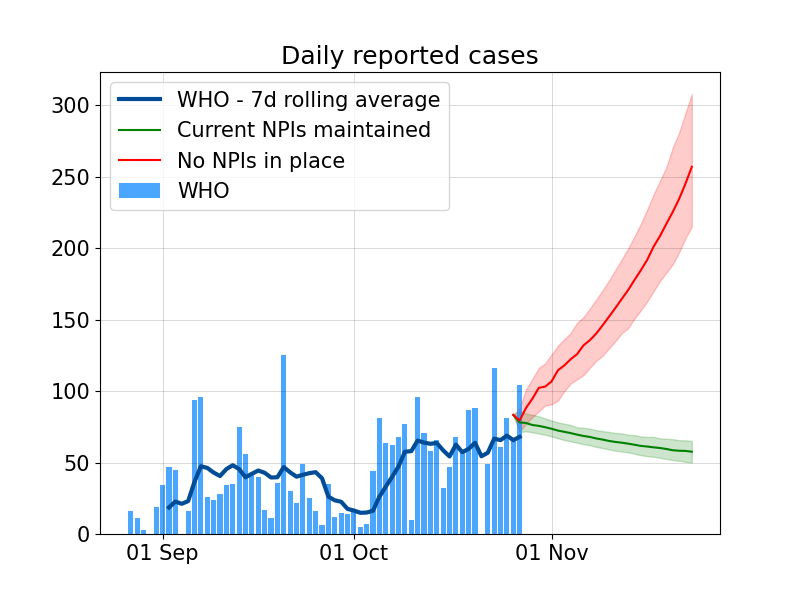 Daily reported cases
WHO - 7d rolling average
Current NPIs maintained
No NPIs in place
WHO
300
250
200
150
100
50
0
01 Sep
01 Oct
01 Nov